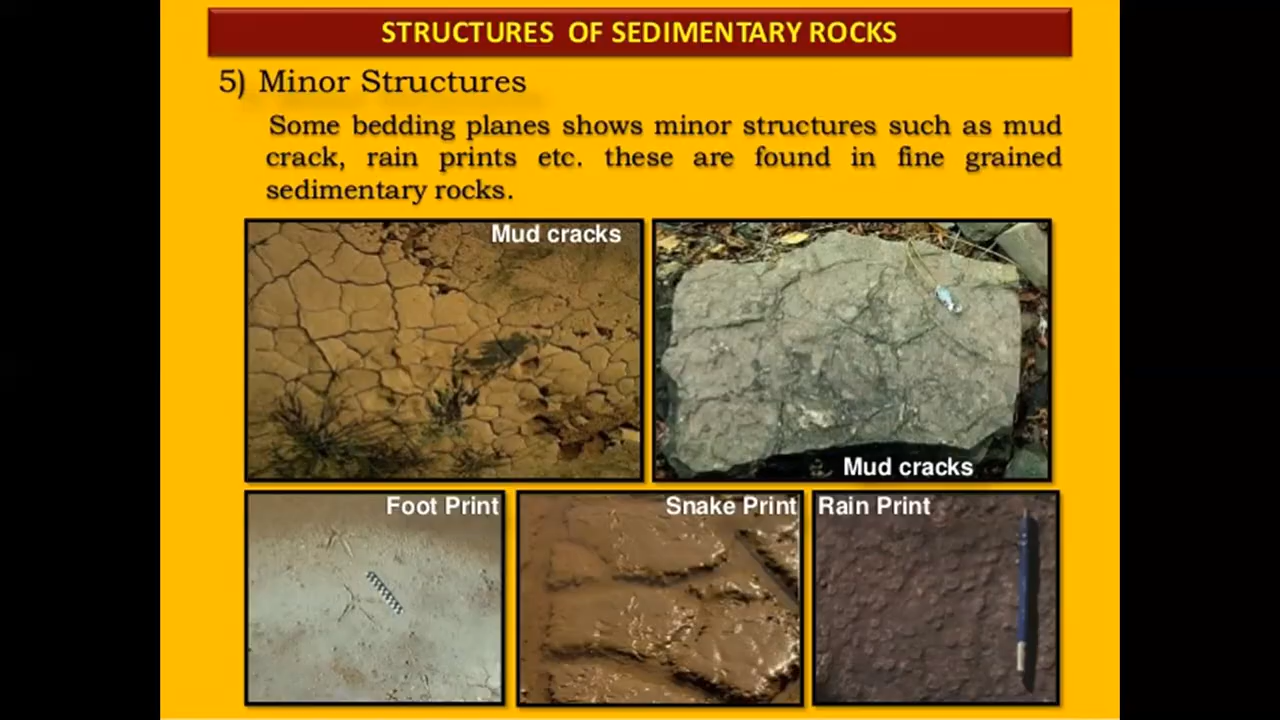 STRUCTURES OF SEDIMENTARY ROCKS
5) Minor Structures
Some bedding planes shows minor structures such as mud
crack, rain prints etc. these are found in fine grained
sedimentary rocks.
Mud cracks
Mud cracks
Foot Print
Snake Print
Rain Print